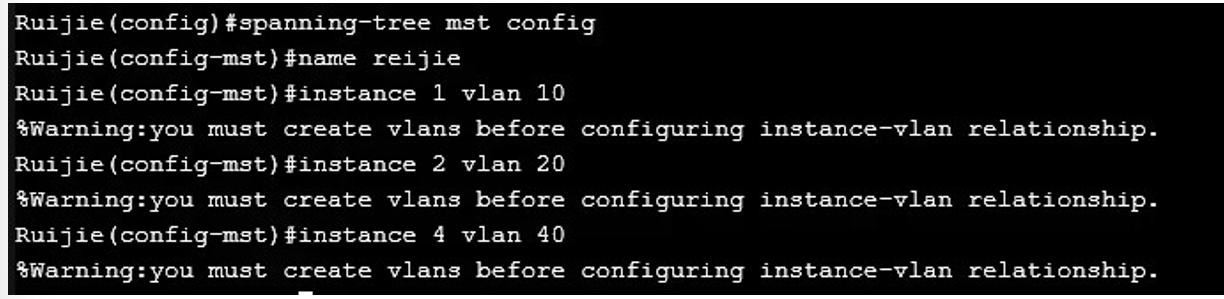 Ruijie(config)#spanning-tree mst config
Ruijie(config-mst)#name reijie
Ruijie(config-mst)#instance 1 vlan 10
%Warning:you must create vlans before configuring instance-vlan relationship.
Ruijie(config-mst)#instance 2 vlan 20
%Warning:you must create vlans before configuring instance-vlan relationship.
Ruijie(config-mst)#instance 4 vlan 40
%Warning:you must create vlans before configuring instance-vlan relationship.